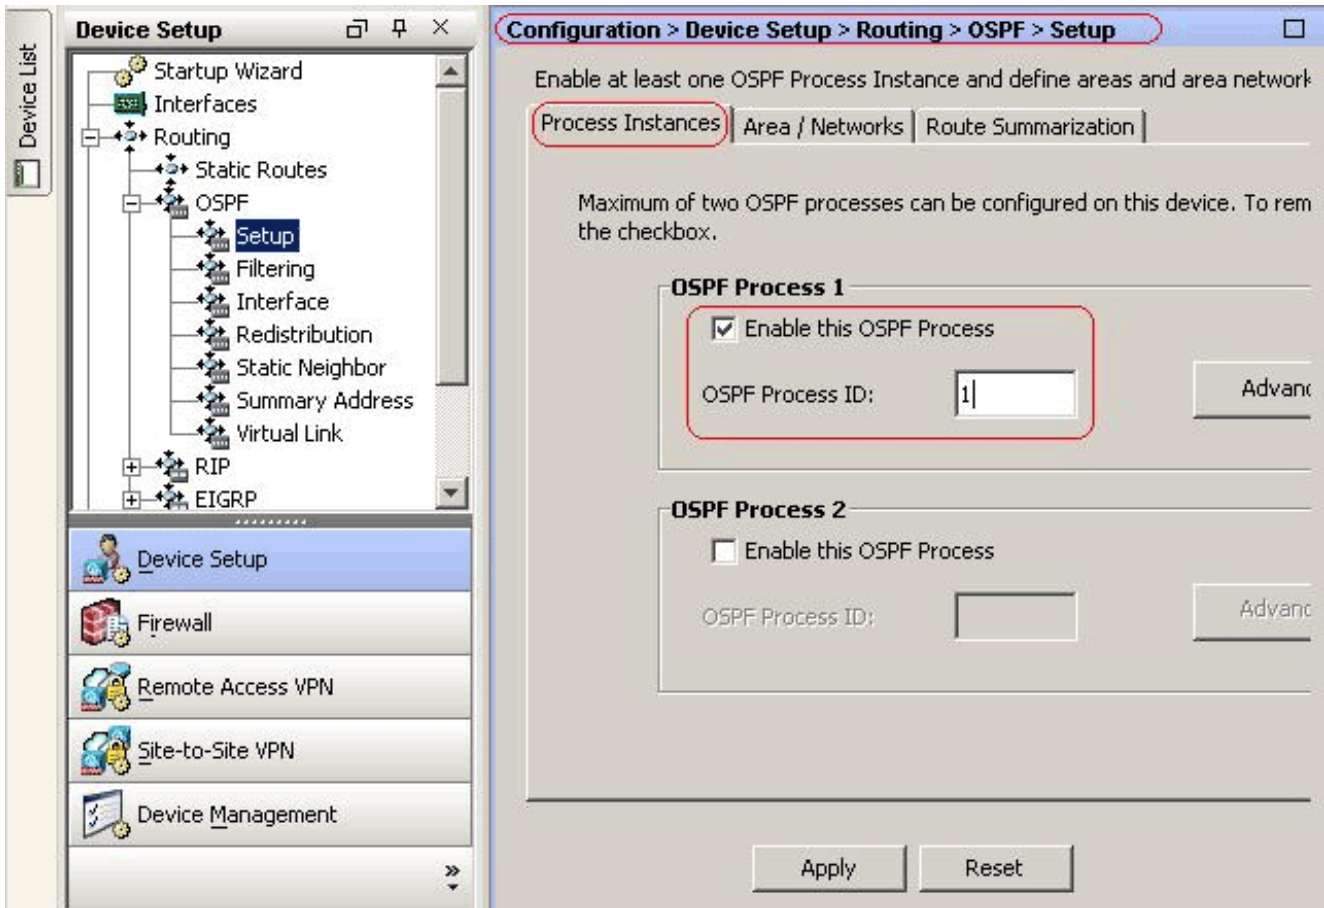 Device List
Device Setup
Startup Wizard
Interfaces
Routing
Static Routes
OSPF
Setup
Filtering
Interface
Redistribution
Static Neighbor
Summary Address
Virtual Link
RIP
EIGRP
Device Setup
Firewall
Remote Access VPN
Site-to-Site VPN
Device Management
Configuration > Device Setup > Routing > OSPF > Setup
Enable at least one OSPF Process Instance and define areas and area network
Process Instances
Area / Networks
Route Summarization
Maximum of two OSPF processes can be configured on this device. To rem
the checkbox.
OSPF Process 1
Enable this OSPF Process
OSPF Process ID:
1
Advanc
OSPF Process 2
Enable this OSPF Process
OSPF Process ID:
Advanc
Apply
Reset